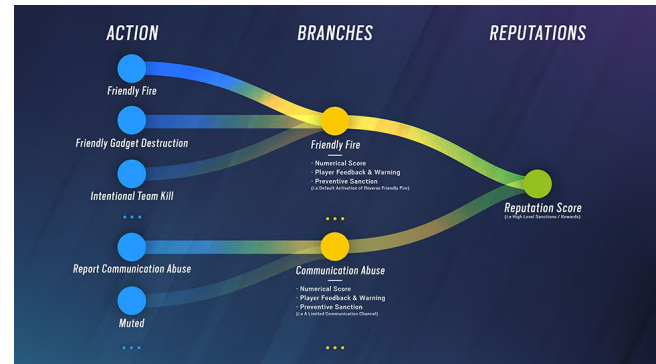 ACTION
BRANCHES
REPUTATIONS
Friendly Fire
Friendly Gadget Destruction
Intentional Team Kill
...
Report Communication Abuse
Muted
...
Friendly Fire
- Numerical Score
- Player Feedback & Warning
- Preventive Sanction
(i.e Default Activation of Reverse Friendly Fire)
...
Communication Abuse
- Numerical Score
- Player Feedback & Warning
- Preventive Sanction
(i.e A Limited Communication Channel)
...
Reputation Score
(i.e High Level Sanctions / Rewards)